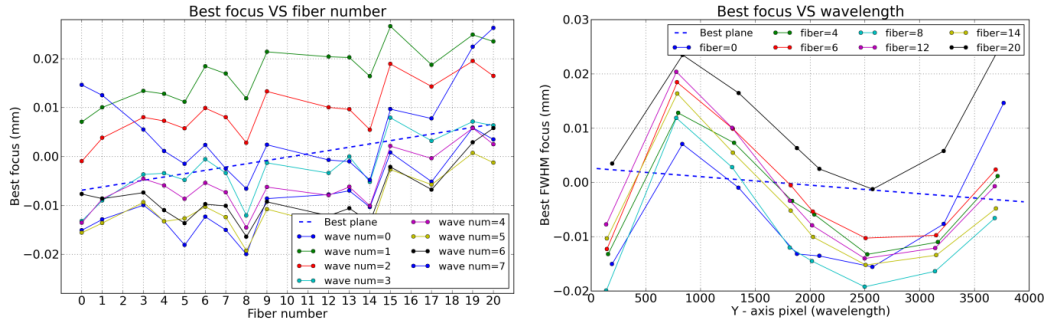 Best focus VS fiber number
Best focus (mm)
0.02
0.01
0.00
−0.01
−0.02
Best plane
wave num=0
wave num=1
wave num=2
wave num=3
wave num=4
wave num=5
wave num=6
wave num=7
0 1 2 3 4 5 6 7 8 9 10 11 12 13 14 15 16 17 18 19 20
Fiber number
Best focus VS wavelength
Best FWHM focus (mm)
0.03
0.02
0.01
0.00
−0.01
−0.02
Best plane
fiber=0
fiber=4
fiber=6
fiber=8
fiber=12
fiber=14
fiber=20
0 500 1000 1500 2000 2500 3000 3500 4000
Y - axis pixel (wavelength)